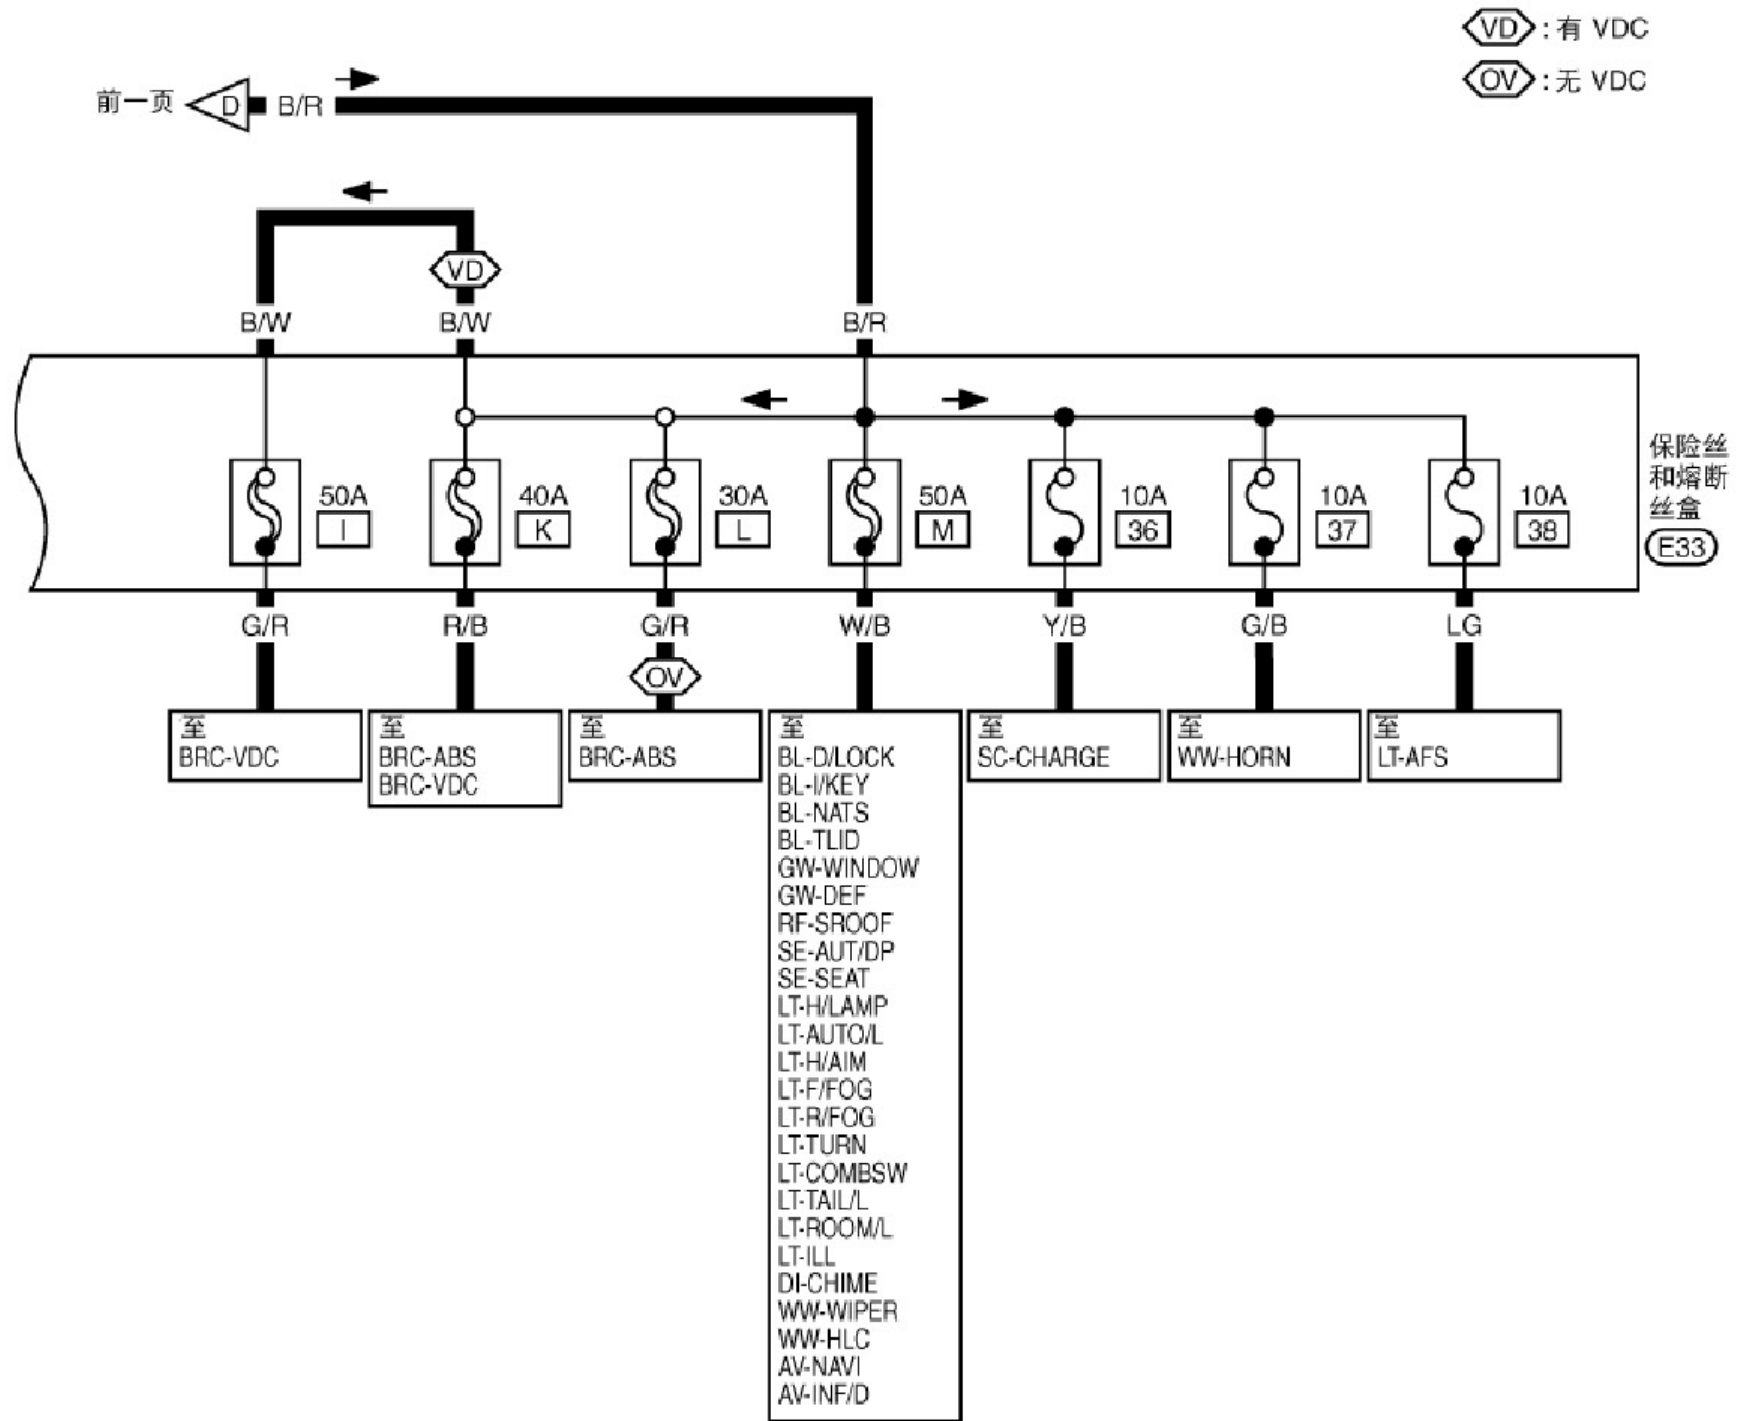 VD : 有 VDC
OV : 无 VDC
前一页 D B/R
VD
B/W B/W B/R
50A 40A 30A 50A 10A 10A 10A
I K L M 36 37 38
保险丝
和熔断
丝盒
E33
G/R R/B G/R W/B Y/B G/B LG
OV
至
BRC-VDC
至
BRC-ABS
BRC-VDC
至
BRC-ABS
至
BL-D/LOCK
BL-I/KEY
BL-NATS
BL-TLID
GW-WINDOW
GW-DEF
RF-SROOF
SE-AUT/DP
SE-SEAT
LT-H/LAMP
LT-AUTO/L
LT-H/AIM
LT-F/FOG
LT-R/FOG
LT-TURN
LT-COMBSW
LT-TAIL/L
LT-ROOM/L
LT-ILL
DI-CHIME
WW-WIPER
WW-HLC
AV-NAVI
AV-INF/D
至
SC-CHARGE
至
WW-HORN
至
LT-AFS